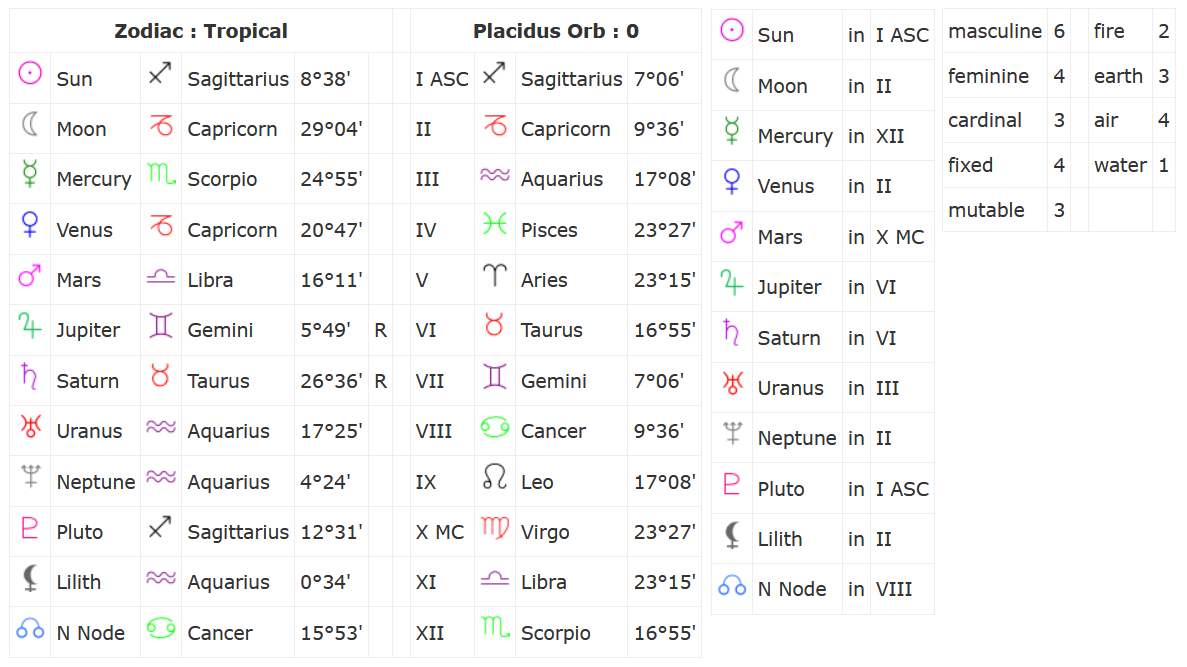 Zodiac : Tropical Placidus Orb : 0
Sun Sagittarius 8°38' I ASC Sagittarius 7°06'
Moon Capricorn 29°04' II Capricorn 9°36'
Mercury Scorpio 24°55' III Aquarius 17°08'
Venus Capricorn 20°47' IV Pisces 23°27'
Mars Libra 16°11' V Aries 23°15'
Jupiter Gemini 5°49' R VI Taurus 16°55'
Saturn Taurus 26°36' R VII Gemini 7°06'
Uranus Aquarius 17°25' VIII Cancer 9°36'
Neptune Aquarius 4°24' IX Leo 17°08'
Pluto Sagittarius 12°31' X MC Virgo 23°27'
Lilith Aquarius 0°34' XI Libra 23°15'
N Node Cancer 15°53' XII Scorpio 16°55'
Sun in I ASC
Moon in II
Mercury in XII
Venus in II
Mars in X MC
Jupiter in VI
Saturn in VI
Uranus in III
Neptune in II
Pluto in I ASC
Lilith in II
N Node in VIII
masculine 6 fire 2
feminine 4 earth 3
cardinal 3 air 4
fixed 4 water 1
mutable 3